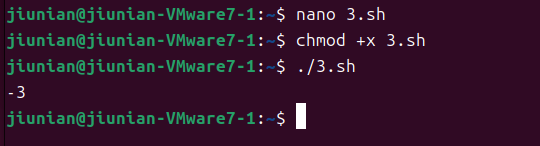 jiunian@jiunian-VMware7-1:~$ nano 3.sh
jiunian@jiunian-VMware7-1:~$ chmod +x 3.sh
jiunian@jiunian-VMware7-1:~$ ./3.sh
-3
jiunian@jiunian-VMware7-1:~$